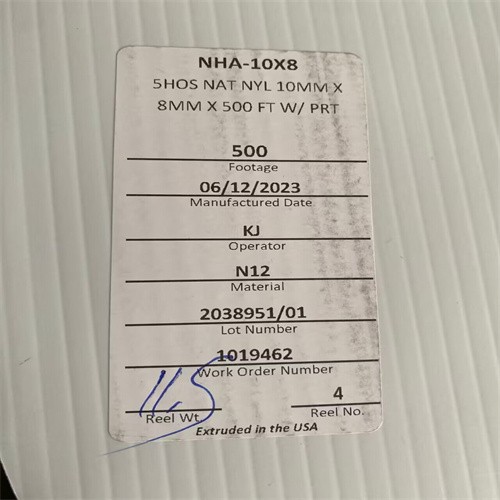 NHA-10X8
5HOS NAT NYL 10MM X
8MM X 500 FT W/ PRT
500
Footage
06/12/2023
Manufactured Date
KJ
Operator
N12
Material
2038951/01
Lot Number
1019462
Work Order Number
11.5 4
Reel Wt. Reel No.
Extruded in the USA